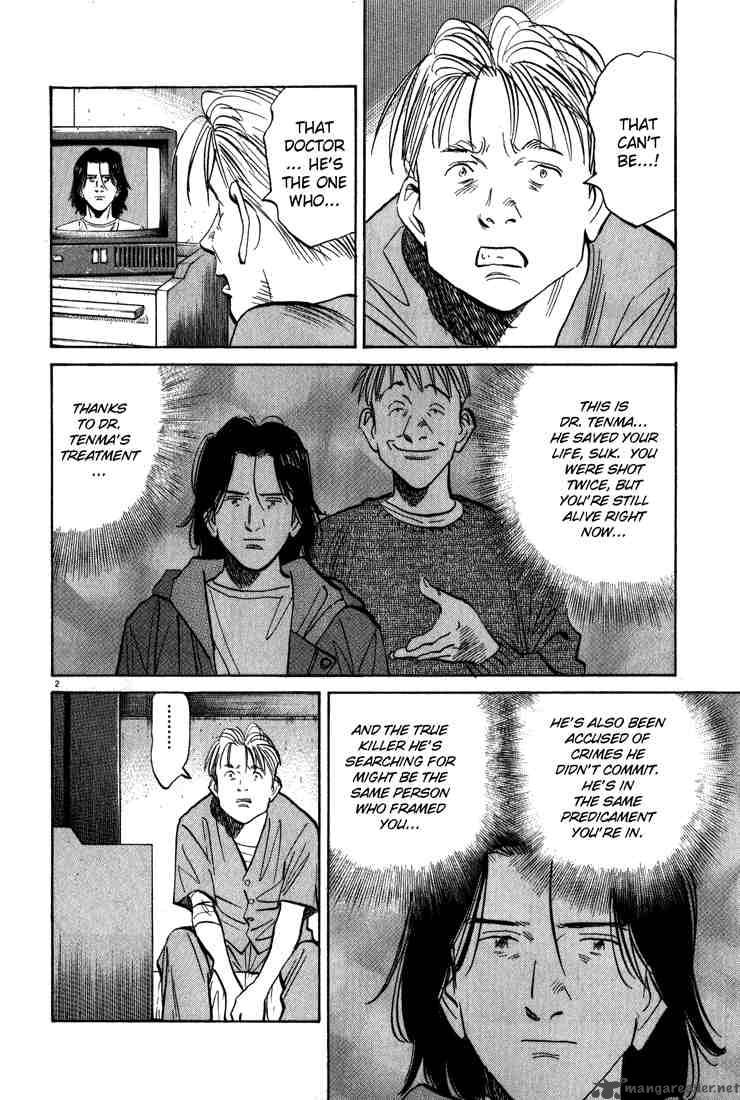 THAT
DOCTOR
... HE'S
THE ONE
WHO...
THAT
CAN'T
BE...!
THANKS
TO DR.
TENMA'S
TREATMENT
...
THIS IS
DR. TENMA...
HE SAVED YOUR
LIFE, SUK. YOU
WERE SHOT
TWICE, BUT
YOU'RE STILL
ALIVE RIGHT
NOW...
2
........
AND THE TRUE
KILLER HE'S
SEARCHING FOR
MIGHT BE THE
SAME PERSON
WHO FRAMED
YOU...
HE'S ALSO BEEN
ACCUSED OF
CRIMES HE
DIDN'T COMMIT.
HE'S IN
THE SAME
PREDICAMENT
YOU'RE IN.
mangareader.net